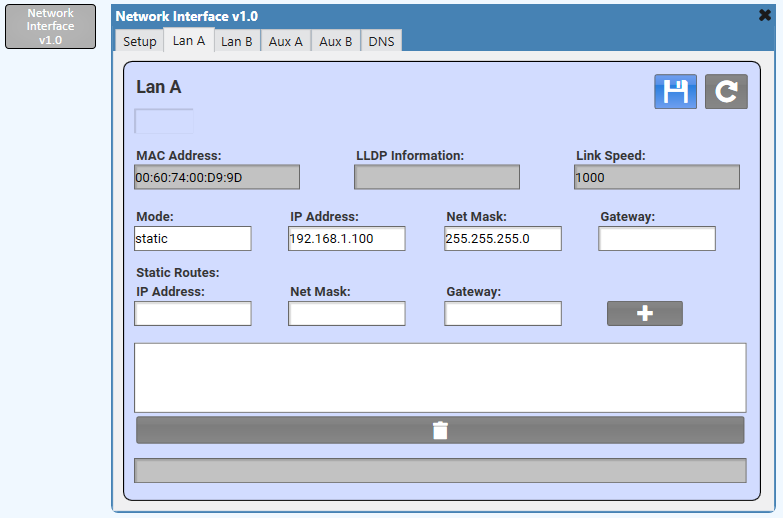 Network
Interface
v1.0
Network Interface v1.0
Setup Lan A Lan B Aux A Aux B DNS
Lan A
MAC Address: LLDP Information: Link Speed:
00:60:74:00:D9:9D 1000
Mode: IP Address: Net Mask: Gateway:
static 192.168.1.100 255.255.255.0
Static Routes:
IP Address: Net Mask: Gateway: